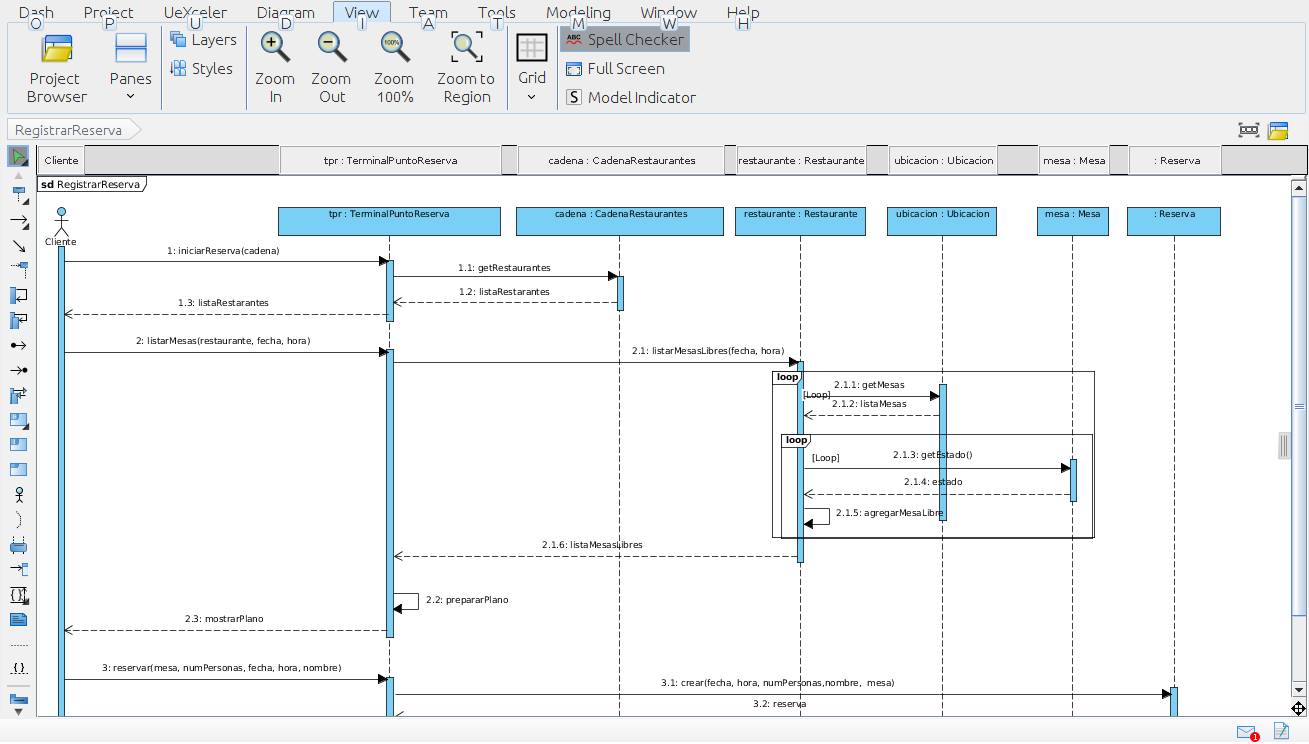 Dash Project UeXceler Diagram View Team Tools Modeling Window Help
O P U D I A T M W H
Project Browser
Panes
Layers
Styles
Zoom In
Zoom Out
100%
Zoom 100%
Zoom to Region
Grid
ABC Spell Checker
Full Screen
S Model Indicator
RegistrarReserva
Cliente tpr : TerminalPuntoReserva cadena : CadenaRestaurantes restaurante : Restaurante ubicacion : Ubicacion mesa : Mesa : Reserva
sd RegistrarReserva
tpr : TerminalPuntoReserva cadena : CadenaRestaurantes restaurante : Restaurante ubicacion : Ubicacion mesa : Mesa : Reserva
Cliente
1: iniciarReserva(cadena)
1.1: getRestaurantes
1.2: listaRestarantes
1.3: listaRestarantes
2: listarMesas(restaurante, fecha, hora)
2.1: listarMesasLibres(fecha, hora)
loop
2.1.1: getMesas
[Loop]
2.1.2: listaMesas
loop
[Loop]
2.1.3: getEstado()
2.1.4: estado
2.1.5: agregarMesaLibre
2.1.6: listaMesasLibres
2.2: prepararPlano
2.3: mostrarPlano
3: reservar(mesa, numPersonas, fecha, hora, nombre)
3.1: crear(fecha, hora, numPersonas,nombre, mesa)
3.2: reserva
1